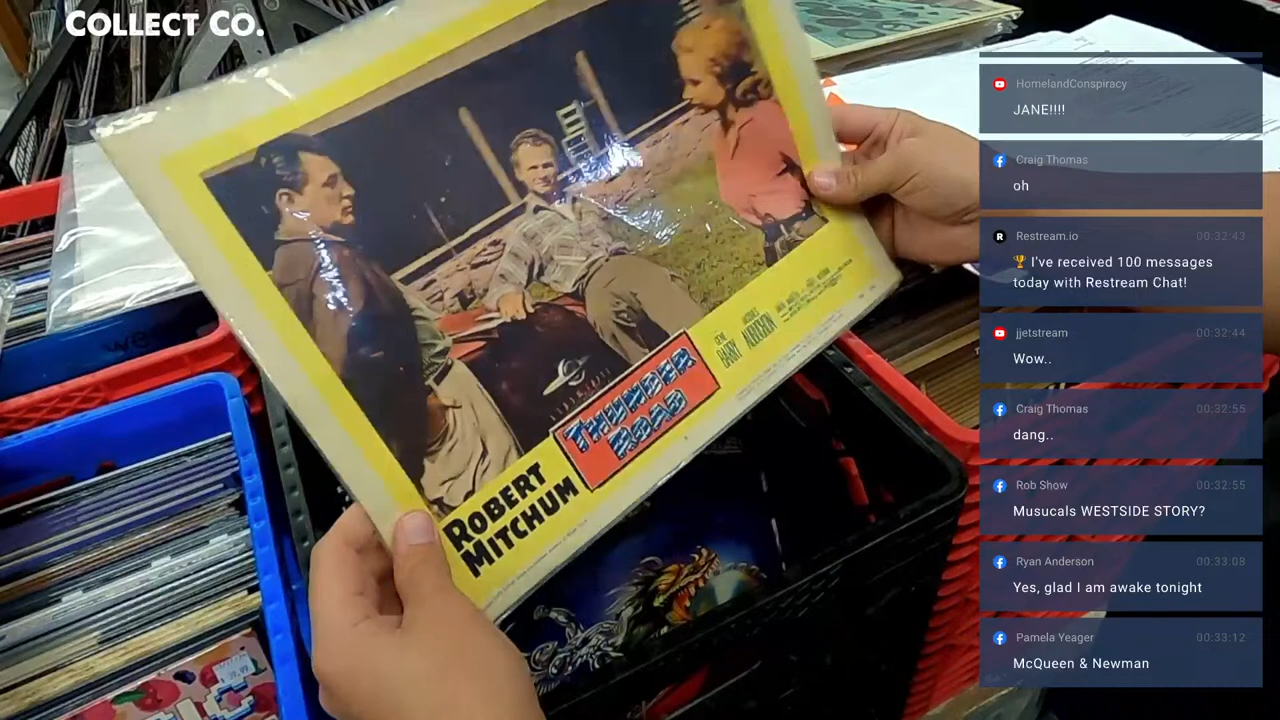 COLLECT CO.
HomelandConspiracy
JANE!!!!
Craig Thomas
oh
Restream.io 00:32:43
🏆 I've received 100 messages
today with Restream Chat!
jjetstream 00:32:44
Wow..
Craig Thomas 00:32:55
dang..
Rob Show 00:32:55
Musucals WESTSIDE STORY?
Ryan Anderson 00:33:08
Yes, glad I am awake tonight
Pamela Yeager 00:33:12
McQueen & Newman
ROBERT
MITCHUM
THUNDER
ROAD
GENE
BARRY